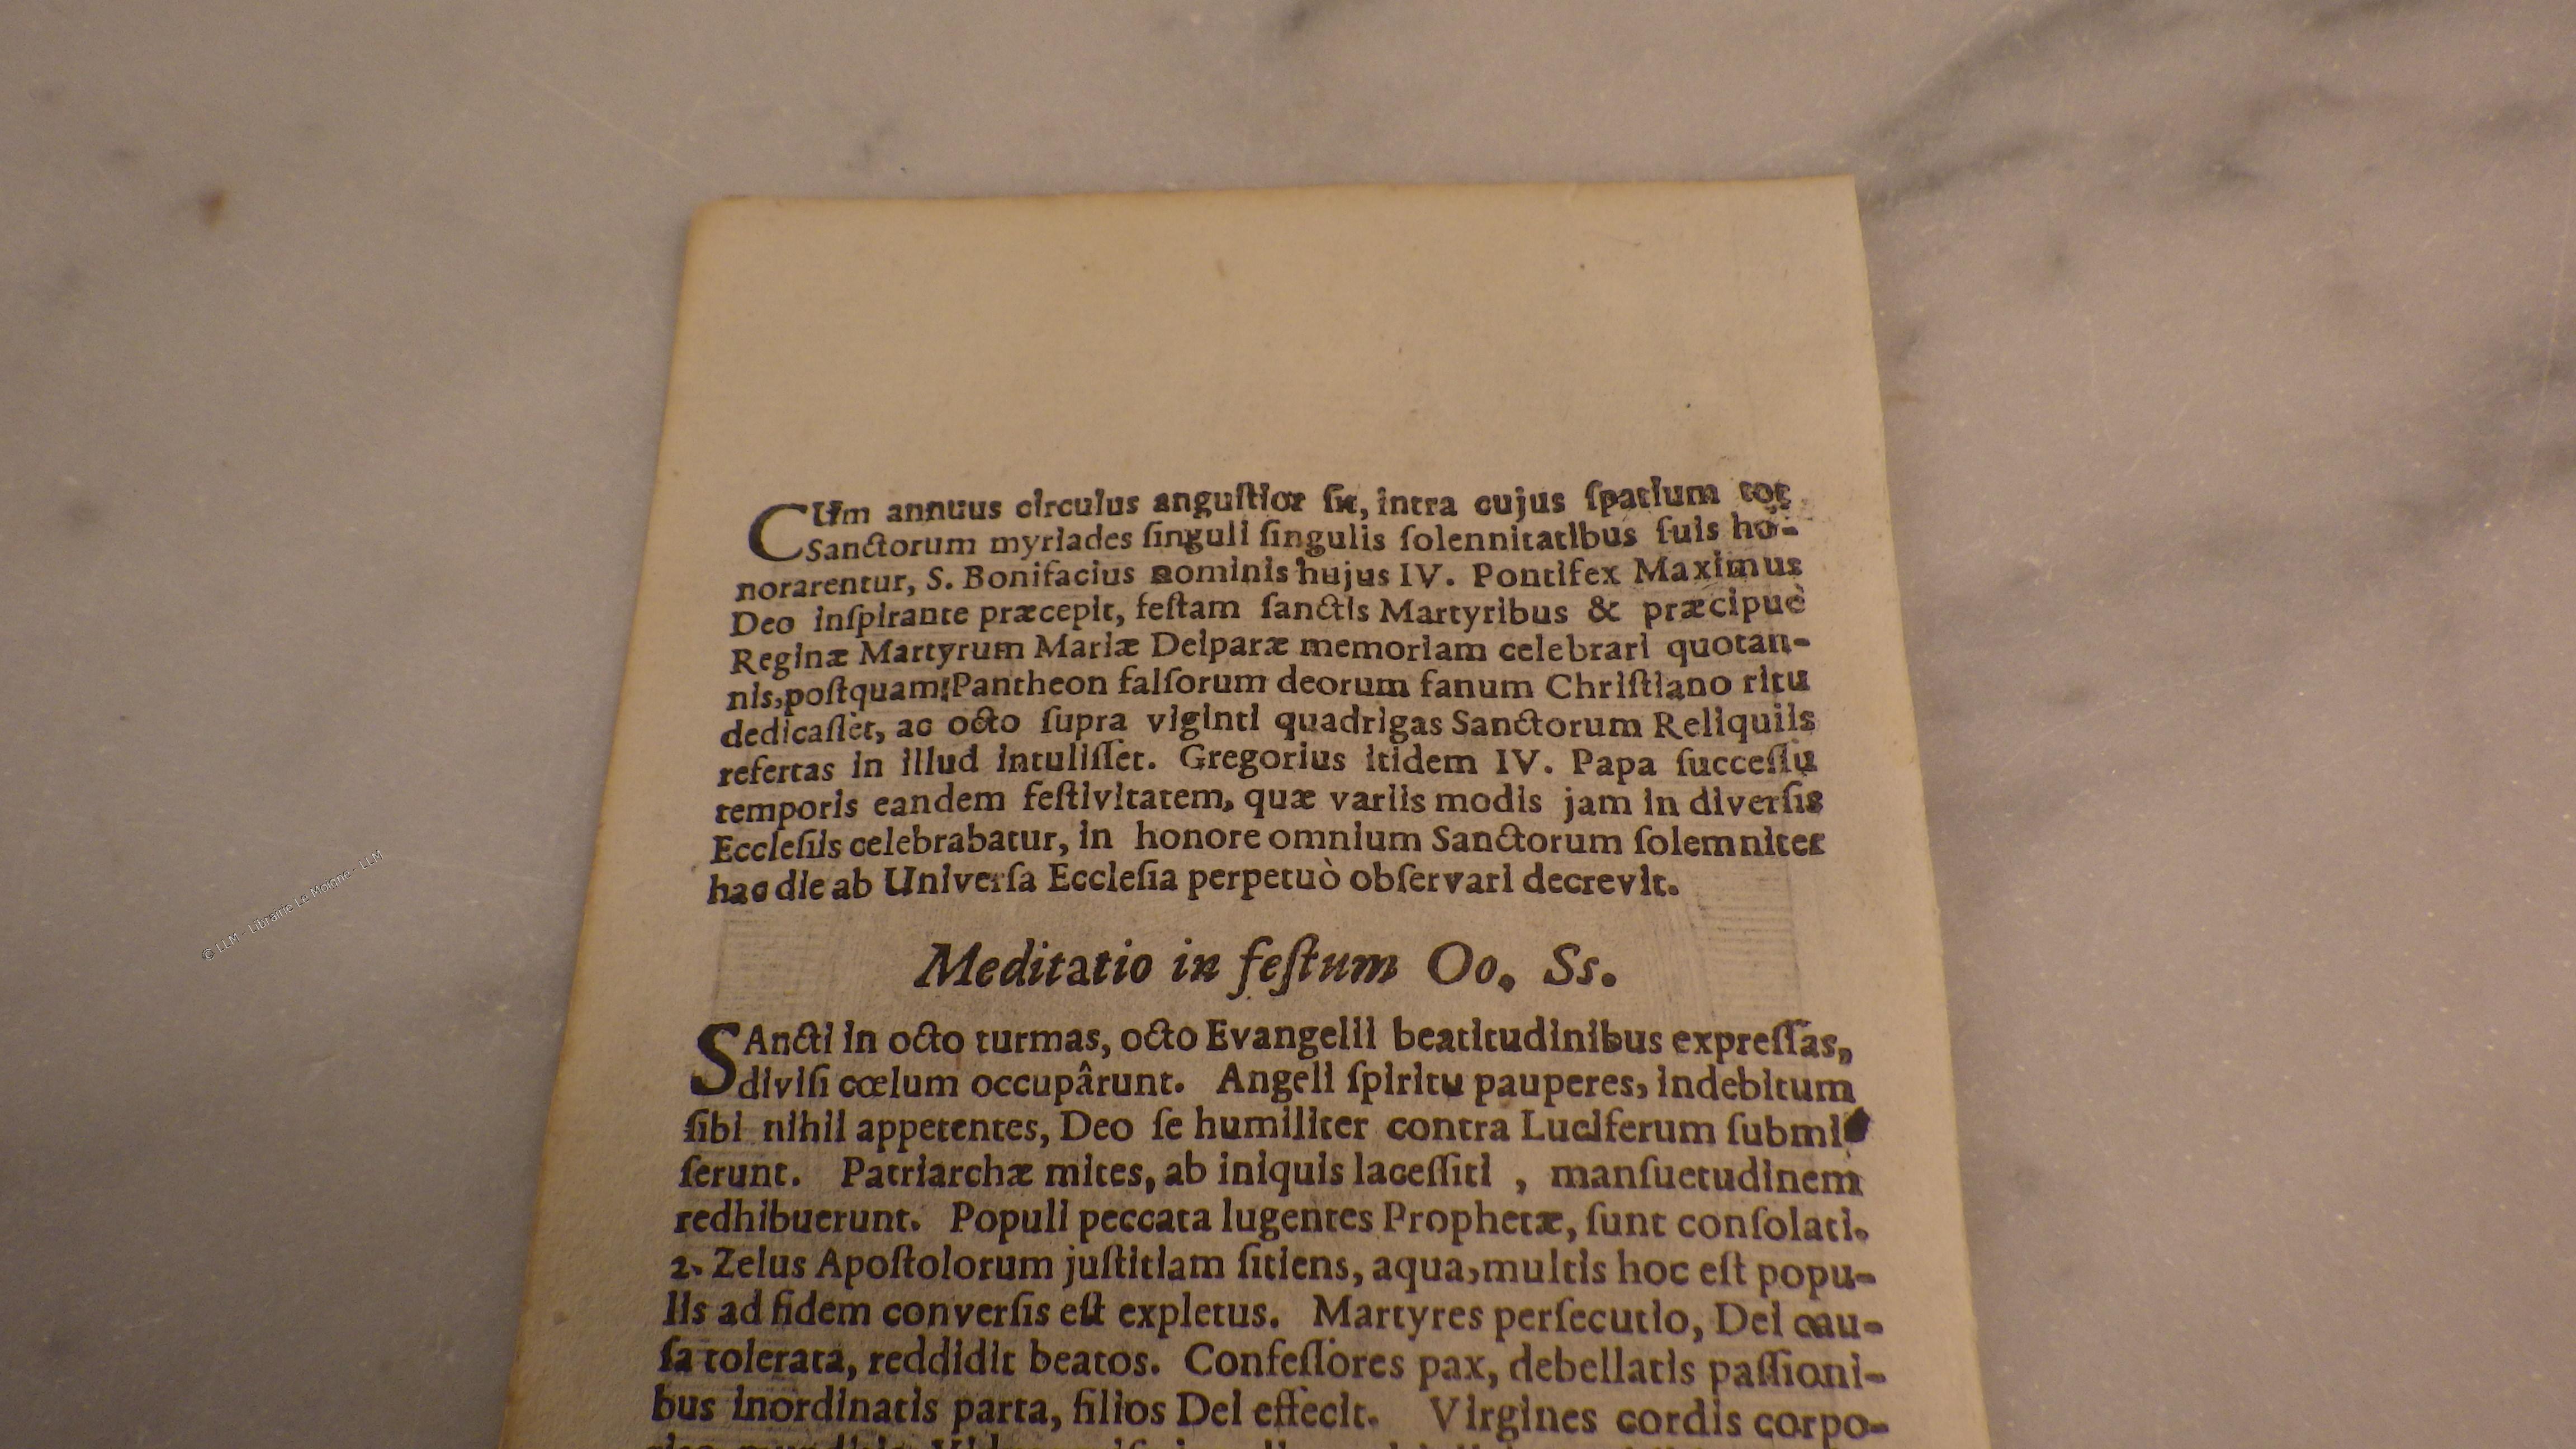 CUm annuus circulus anguſtior ſit, intra cujus ſpatium tot
Sanctorum myriades ſinguli ſingulis ſolennitatibus ſuis ho-
norarentur, S. Bonifacius nominis hujus IV. Pontifex Maximus
Deo inſpirante præcepit, feſtam ſanctis Martyribus & præcipuè
Reginæ Martyrum Mariæ Deiparæ memoriam celebrari quotan-
nis, poſtquam Pantheon falſorum deorum fanum Chriſtiano ritu
dedicaſſet, ac octo ſupra viginti quadrigas Sanctorum Reliquiis
refertas in illud intuliſſet. Gregorius itidem IV. Papa ſucceſſu
temporis eandem feſtivitatem, quæ variis modis jam in diverſis
Eccleſiis celebrabatur, in honore omnium Sanctorum ſolemniter
hac die ab Univerſa Eccleſia perpetuò obſervari decrevit.
Meditatio in feſtum Oo. Ss.
SAncti in octo turmas, octo Evangelii beatitudinibus expreſſas,
diviſi cœlum occupârunt. Angeli ſpiritu pauperes, indebitum
ſibi nihil appetentes, Deo ſe humiliter contra Luciferum ſubmi-
ſerunt. Patriarchæ mites, ab iniquis laceſſiti , manſuetudinem
redhibuerunt. Populi peccata lugentes Prophetæ, ſunt conſolati.
2. Zelus Apoſtolorum juſtitiam ſitiens, aqua, multis hoc eſt popu-
lis ad fidem converſis eſt expletus. Martyres perſecutio, Dei cau-
ſa tolerata, reddidit beatos. Confeſſores pax, debellatis paſſioni-
bus inordinatis parta, filios Dei effecit. Virgines cordis corpo-
© LLM - Librairie Le Moigne - LLM